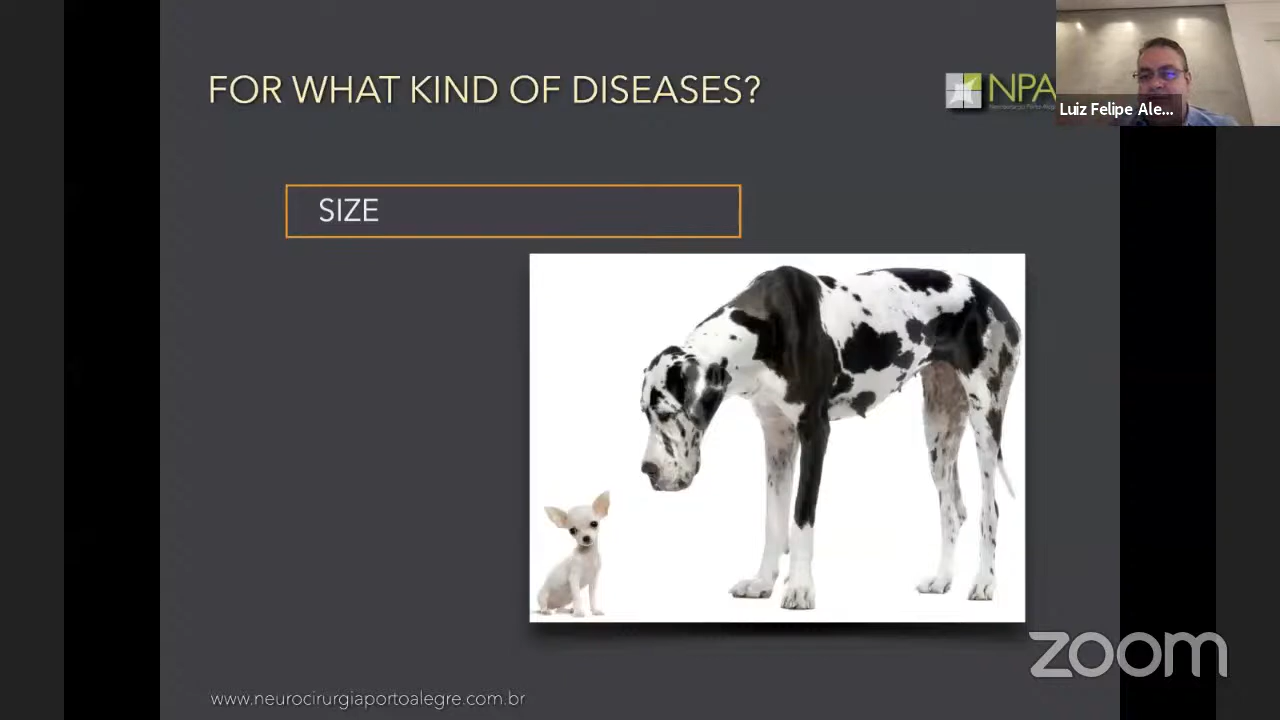 FOR WHAT KIND OF DISEASES?
NPA
Luiz Felipe Ale...
SIZE
zoom
www.neurocirurgiaportoalegre.com.br